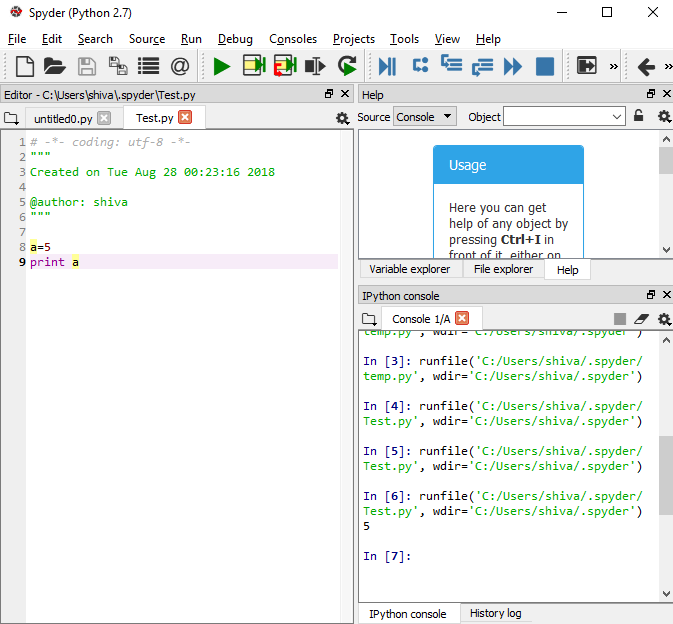 Spyder (Python 2.7)
File Edit Search Source Run Debug Consoles Projects Tools View Help
Editor - C:\Users\shiva\.spyder\Test.py
untitled0.py Test.py
1 # -*- coding: utf-8 -*-
2 """
3 Created on Tue Aug 28 00:23:16 2018
4
5 @author: shiva
6 """
7
8 a=5
9 print a
Help
Source Console Object
Usage
Here you can get
help of any object by
pressing Ctrl+I in
front of it, either on
Variable explorer File explorer Help
IPython console
Console 1/A
temp.py', wdir='C:/Users/shiva/.spyder')
In [3]: runfile('C:/Users/shiva/.spyder/
temp.py', wdir='C:/Users/shiva/.spyder')
In [4]: runfile('C:/Users/shiva/.spyder/
Test.py', wdir='C:/Users/shiva/.spyder')
In [5]: runfile('C:/Users/shiva/.spyder/
Test.py', wdir='C:/Users/shiva/.spyder')
In [6]: runfile('C:/Users/shiva/.spyder/
Test.py', wdir='C:/Users/shiva/.spyder')
5
In [7]:
IPython console History log